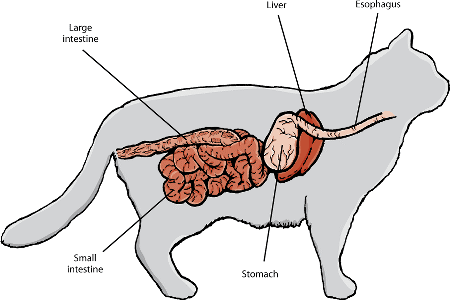 Liver
Esophagus
Large
intestine
Small
intestine
Stomach